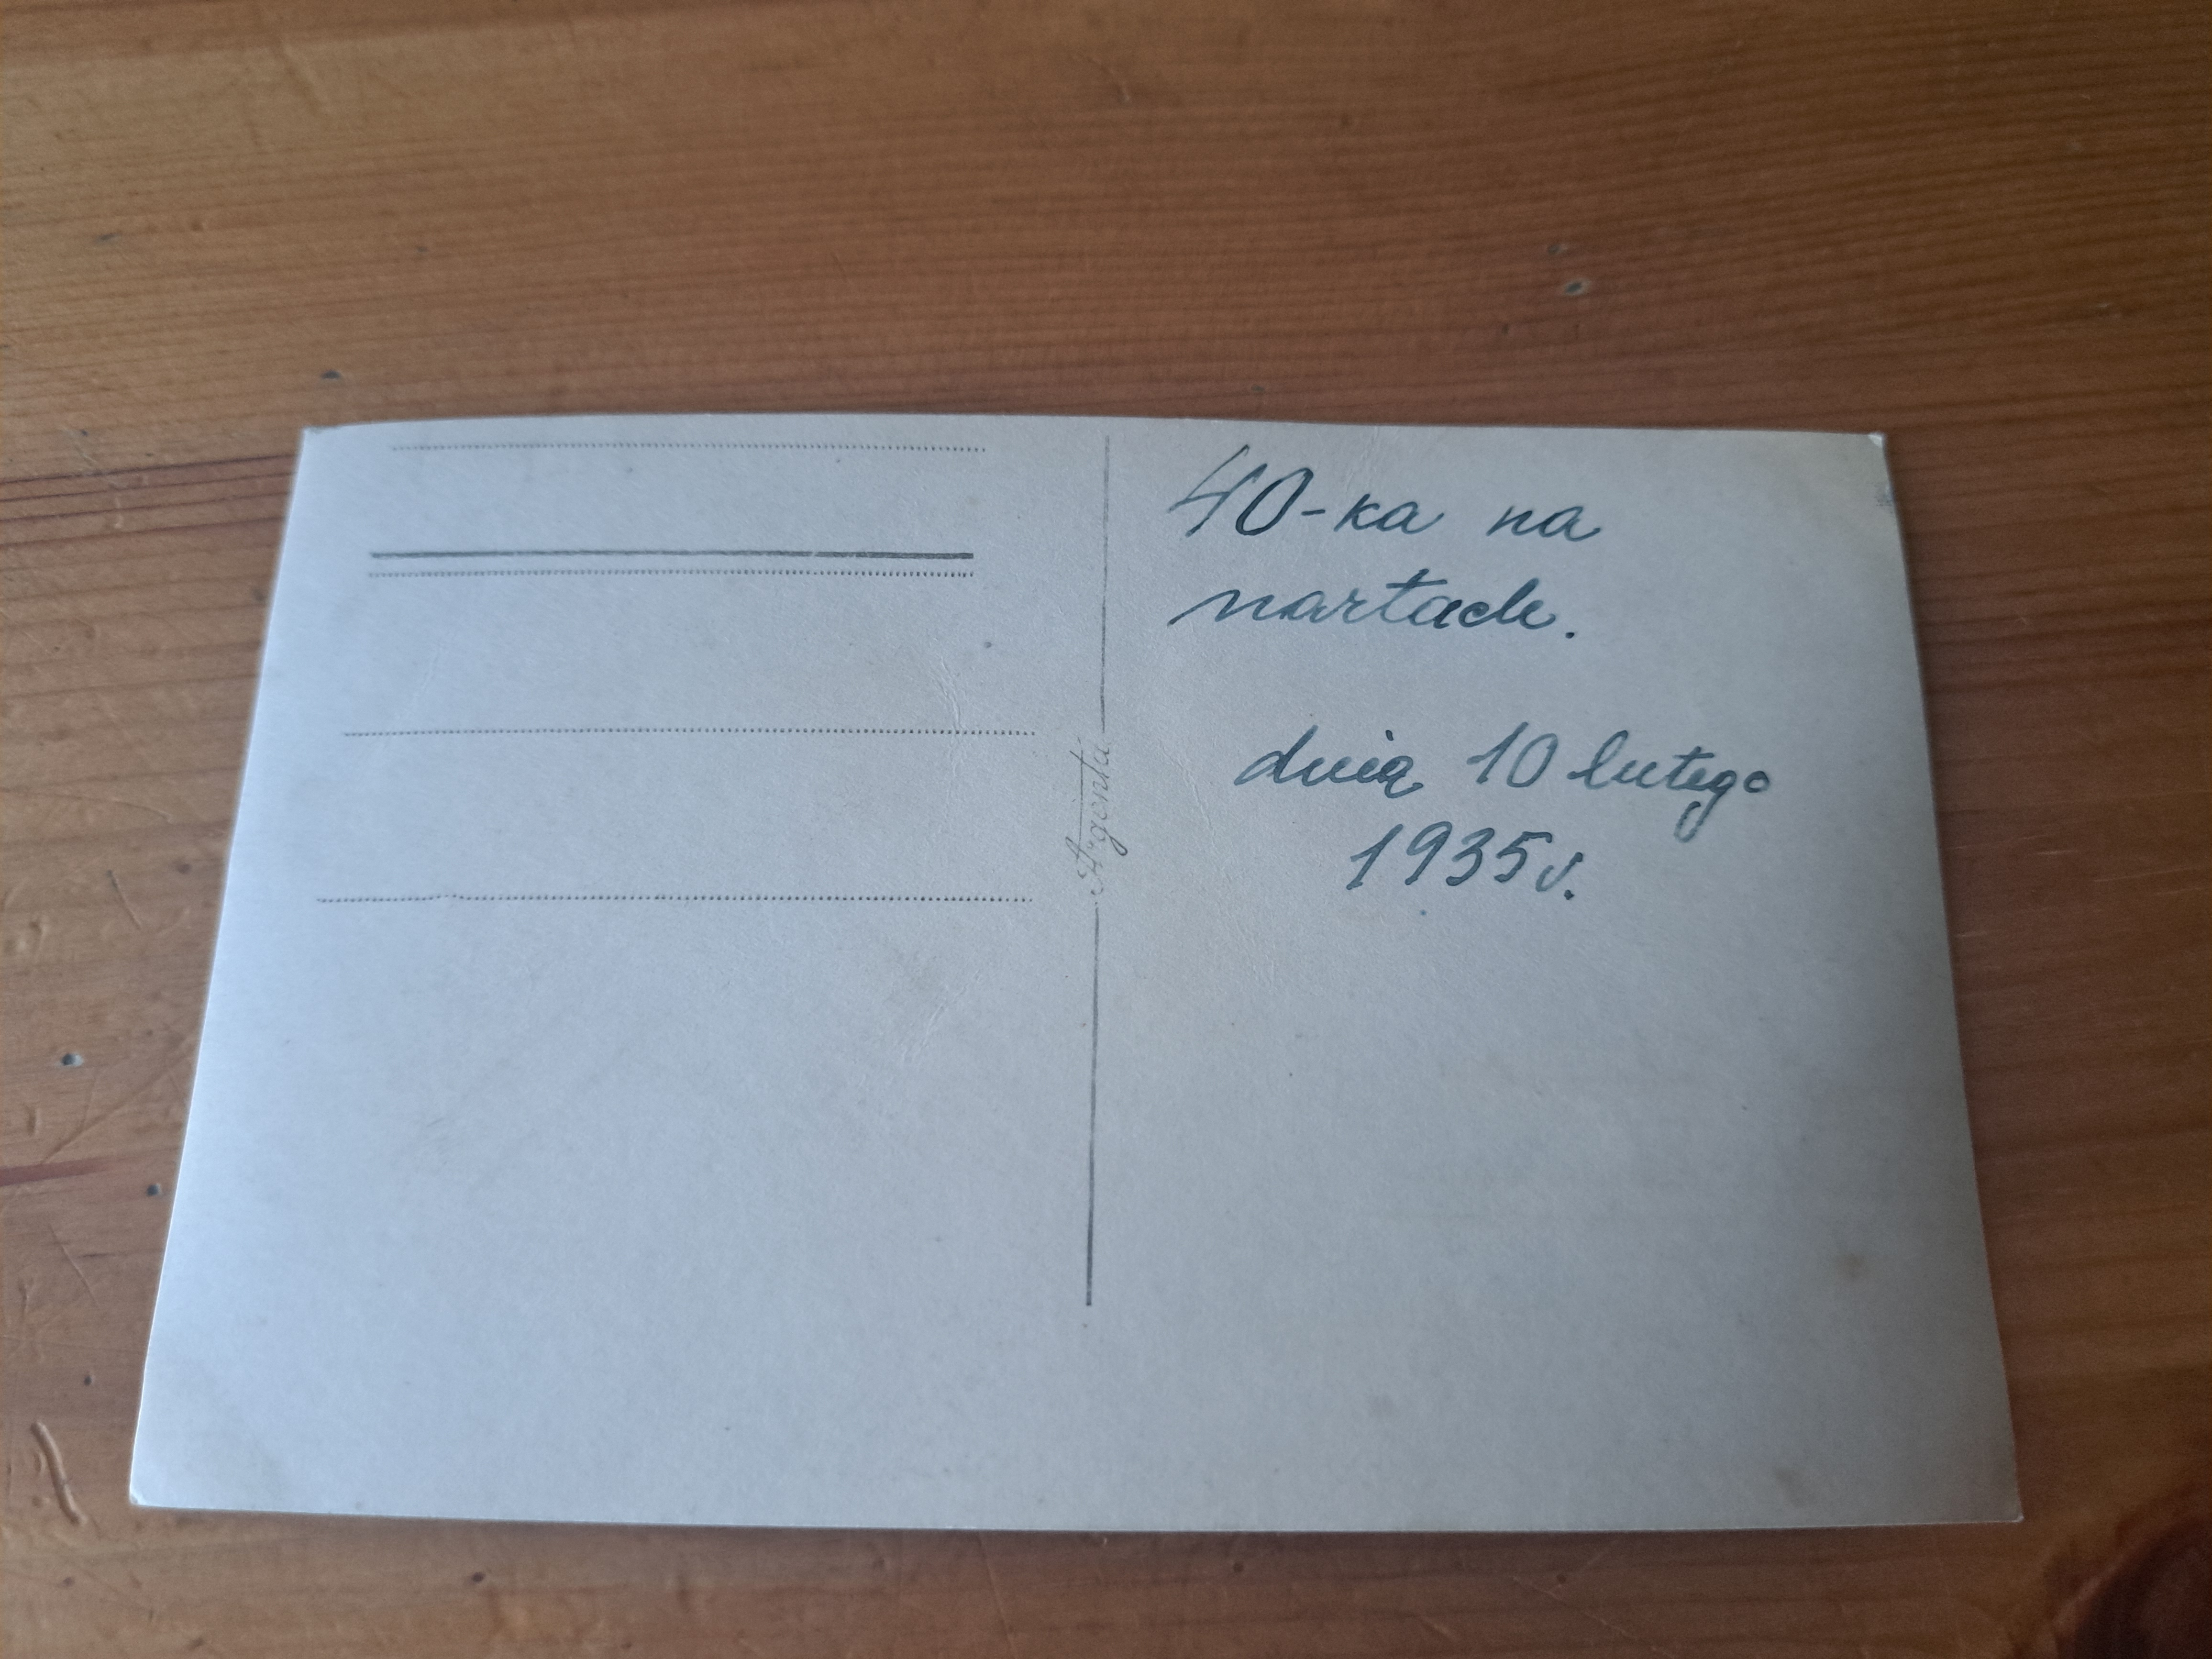 40-ka na
nartach.
dnia 10 lutego
1935 r.
Argenta